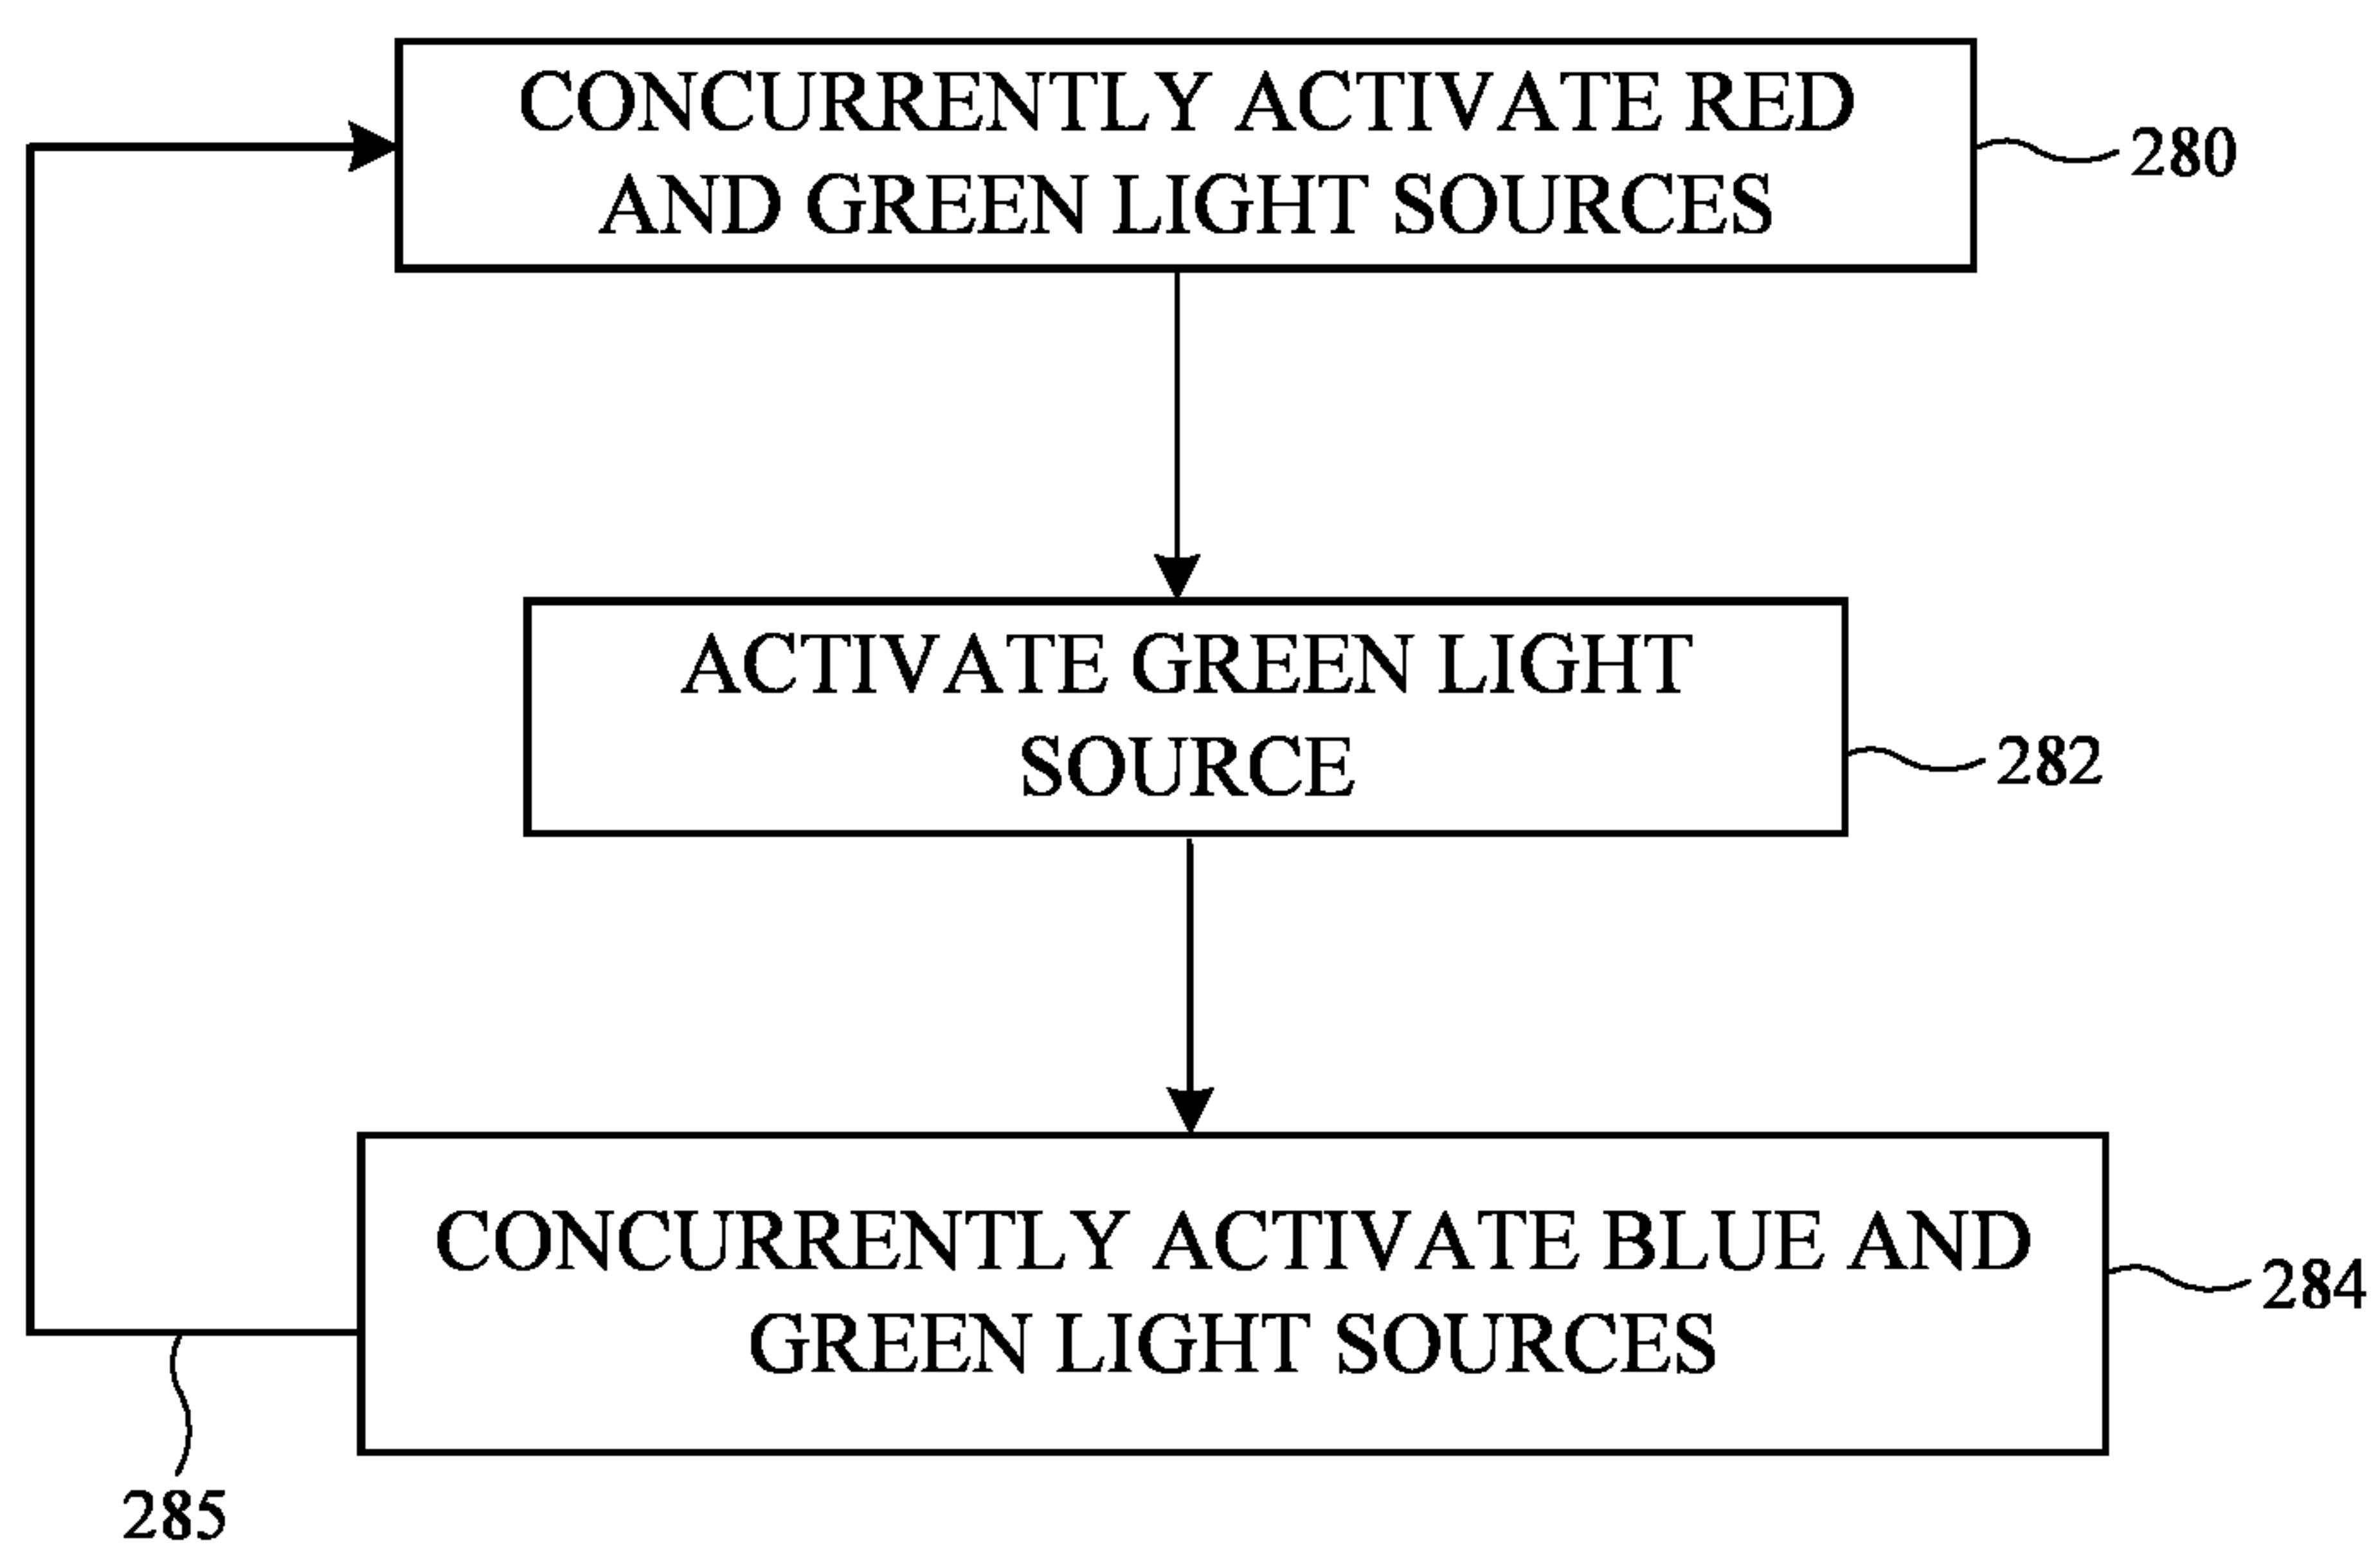 CONCURRENTLY ACTIVATE RED
AND GREEN LIGHT SOURCES
280
ACTIVATE GREEN LIGHT
SOURCE
282
CONCURRENTLY ACTIVATE BLUE AND
GREEN LIGHT SOURCES
284
285